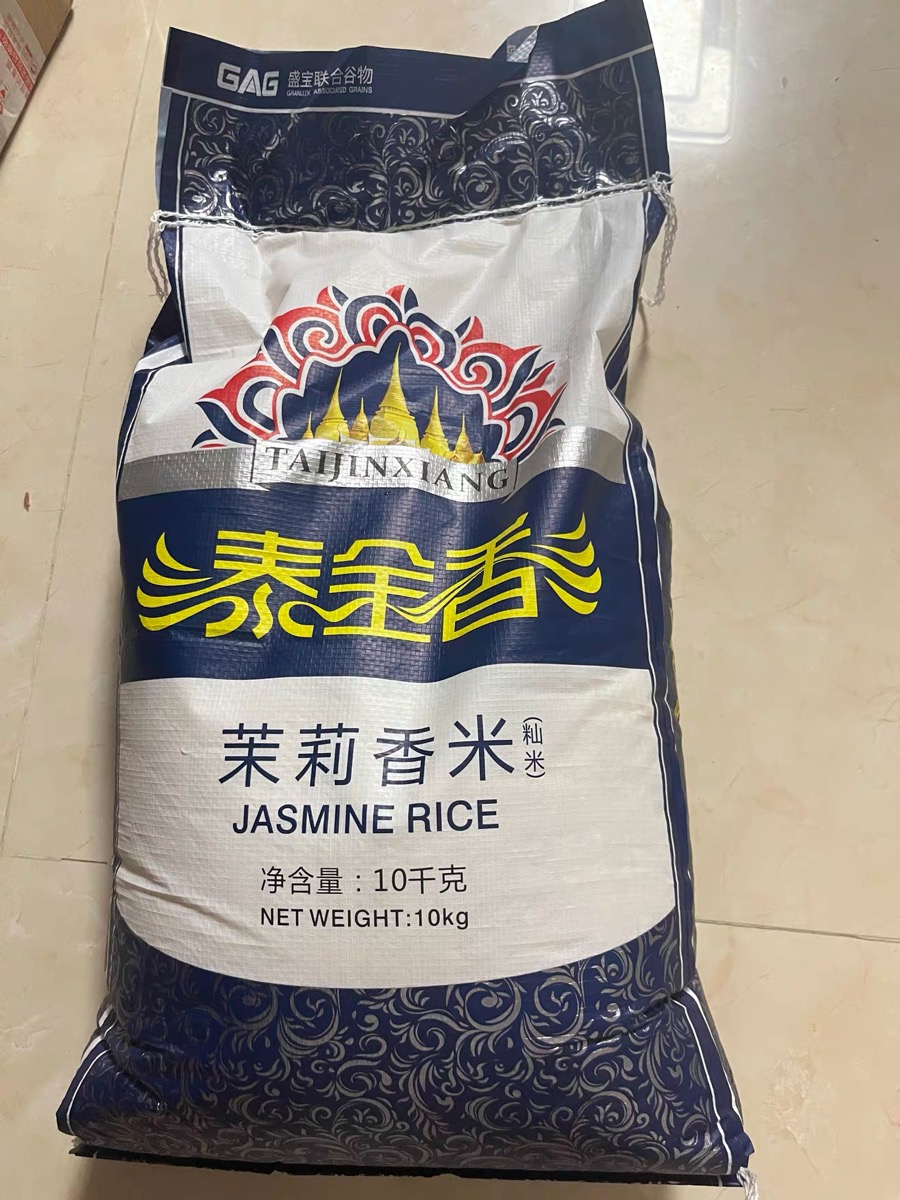 GAG 盛宝联合谷物
GRANLUX ASSOCIATED GRAINS
TAIJINXIANG
泰金香
茉莉香米(籼米)
JASMINE RICE
净含量:10千克
NET WEIGHT:10kg